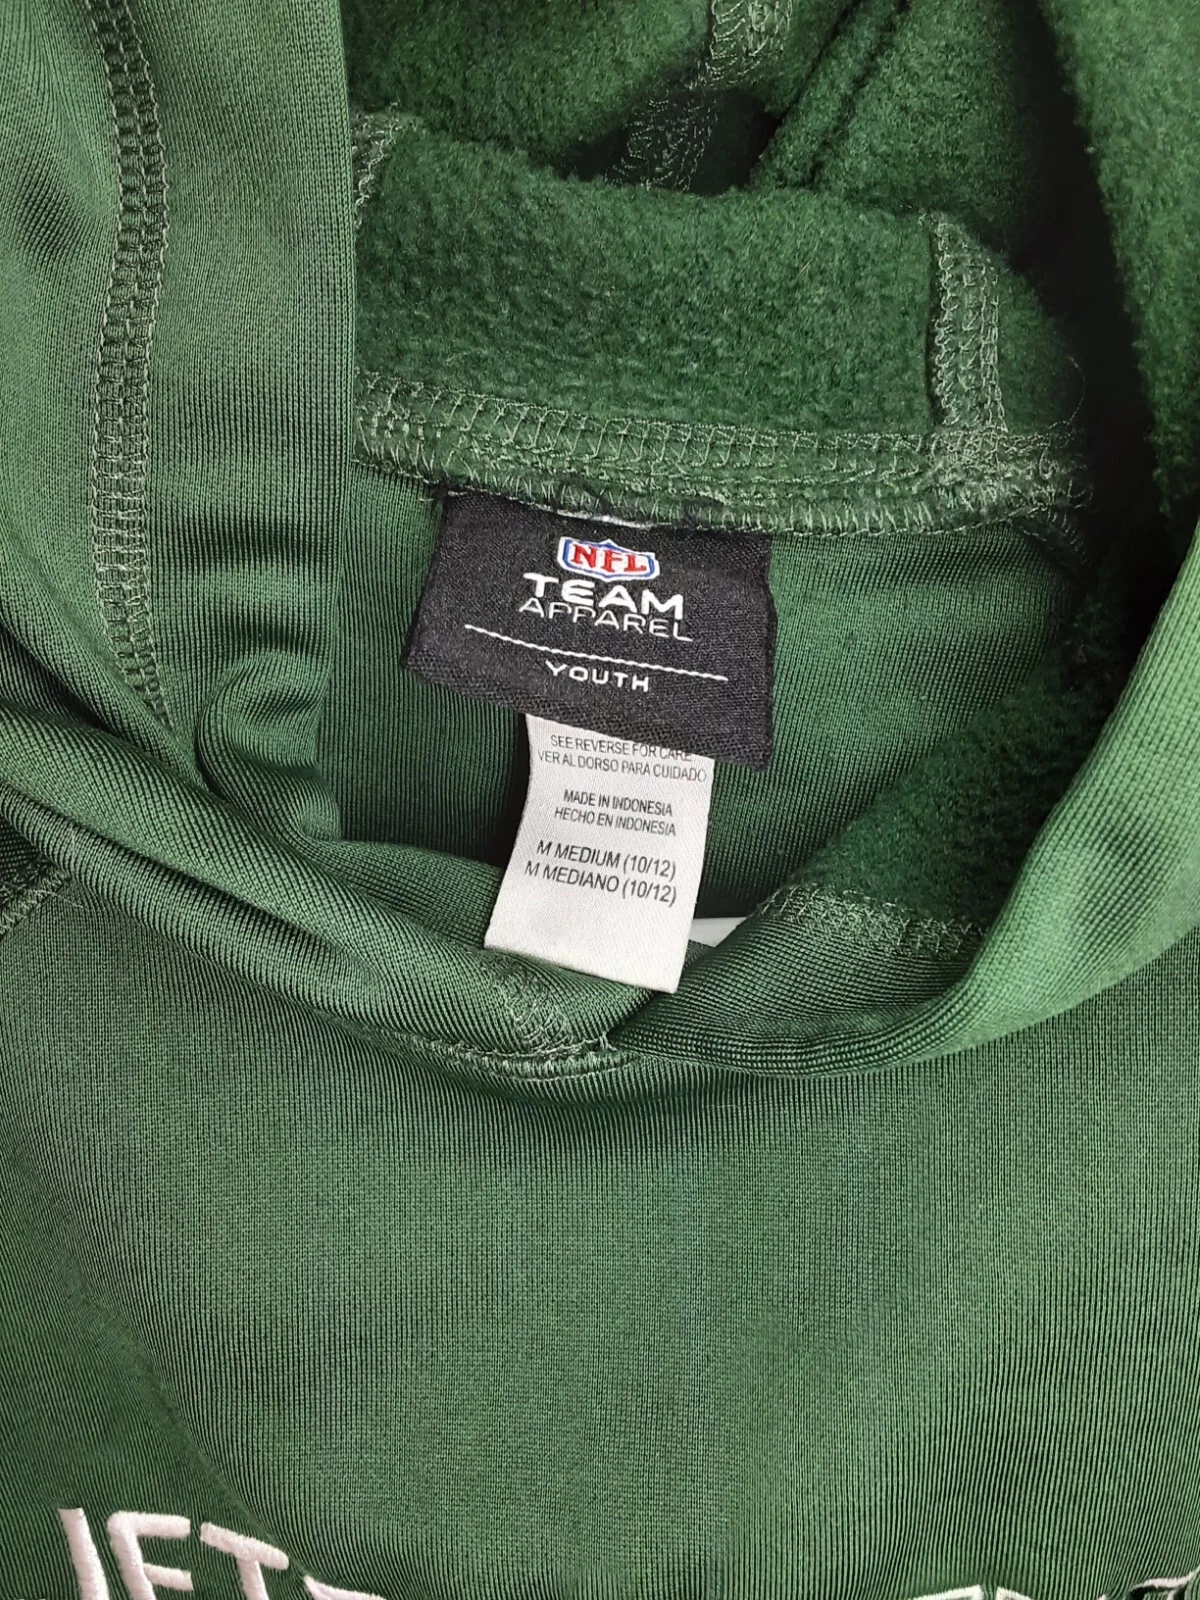 NFL
TEAM
APPAREL
YOUTH
SEE REVERSE FOR CARE
VER AL DORSO PARA CUIDADO
MADE IN INDONESIA
HECHO EN INDONESIA
M MEDIUM (10/12)
M MEDIANO (10/12)
JET